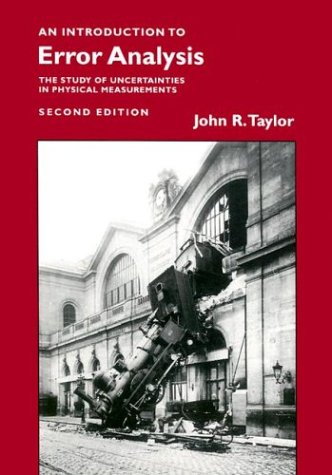 AN INTRODUCTION TO
Error Analysis
THE STUDY OF UNCERTAINTIES
IN PHYSICAL MEASUREMENTS
SECOND EDITION
John R. Taylor